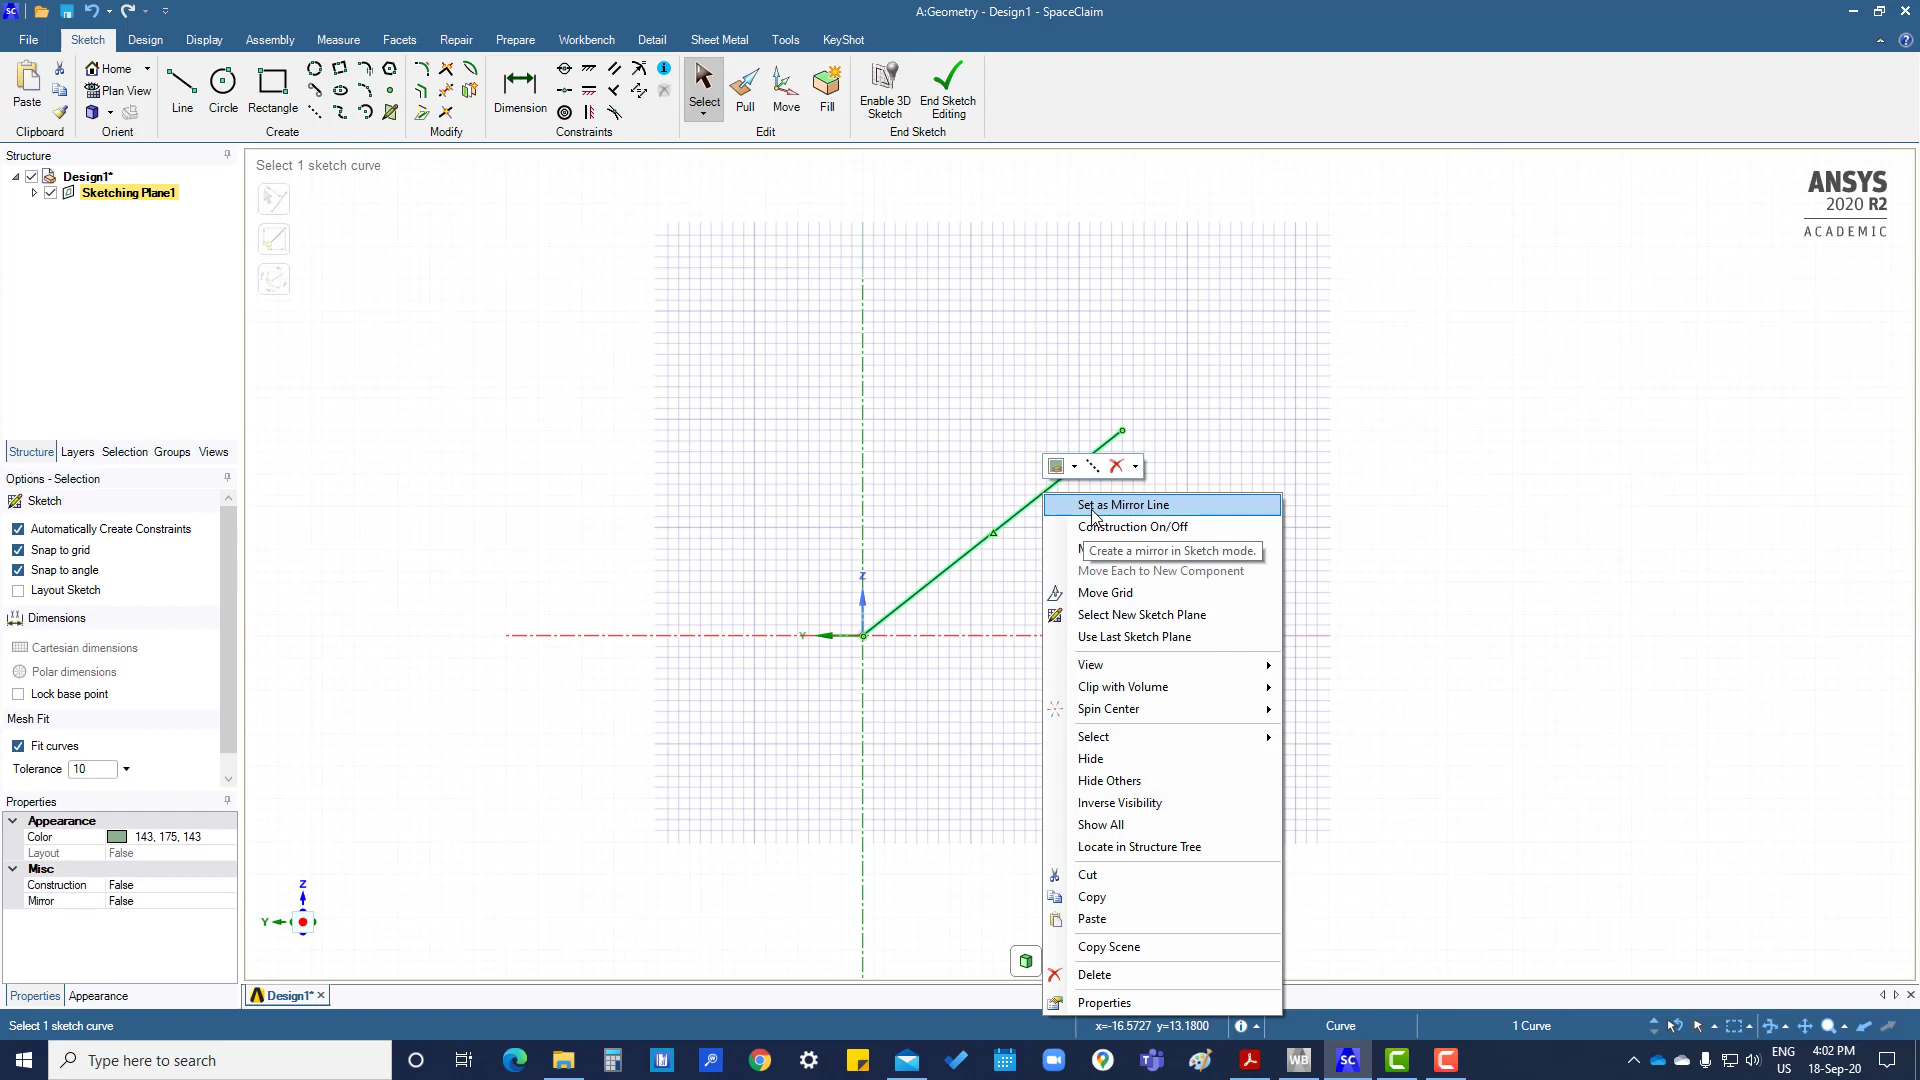 A:Geometry - Design1 - SpaceClaim
File Sketch Design Display Assembly Measure Facets Repair Prepare Workbench Detail Sheet Metal Tools KeyShot
Paste
Clipboard
Home
Plan View
Orient
Line Circle Rectangle
Create
Modify
Dimension
Constraints
Select Pull Move Fill
Edit
Enable 3D Sketch
End Sketch Editing
End Sketch
Structure
Design1*
Sketching Plane1
Structure Layers Selection Groups Views
Options - Selection
Sketch
Automatically Create Constraints
Snap to grid
Snap to angle
Layout Sketch
Dimensions
Cartesian dimensions
Polar dimensions
Lock base point
Mesh Fit
Fit curves
Tolerance 10
Properties
Appearance
Color 143, 175, 143
Layout False
Misc
Construction False
Mirror False
Properties Appearance
Select 1 sketch curve
ANSYS
2020 R2
ACADEMIC
Z
Y
Z
Y
Set as Mirror Line
Construction On/Off
M
Create a mirror in Sketch mode.
Move Each to New Component
Move Grid
Select New Sketch Plane
Use Last Sketch Plane
View
Clip with Volume
Spin Center
Select
Hide
Hide Others
Inverse Visibility
Show All
Locate in Structure Tree
Cut
Copy
Paste
Copy Scene
Delete
Properties
Design1*
Select 1 sketch curve
x=-16.5727 y=13.1800
Curve
1 Curve
Type here to search
WB
SC
ENG
US
4:02 PM
18-Sep-20